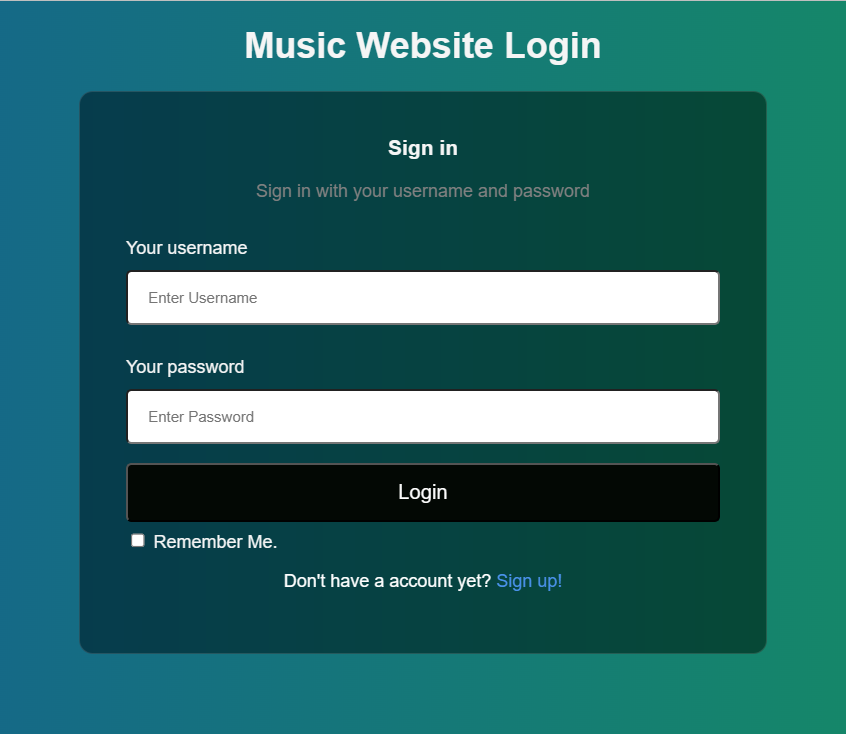 Music Website Login
Sign in
Sign in with your username and password
Your username
Enter Username
Your password
Enter Password
Login
Remember Me.
Don't have a account yet? Sign up!